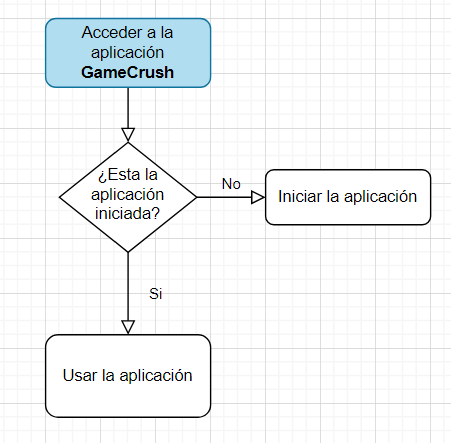 Acceder a la
aplicación
GameCrush
¿Esta la
aplicación
iniciada?
No
Iniciar la aplicación
Si
Usar la aplicación